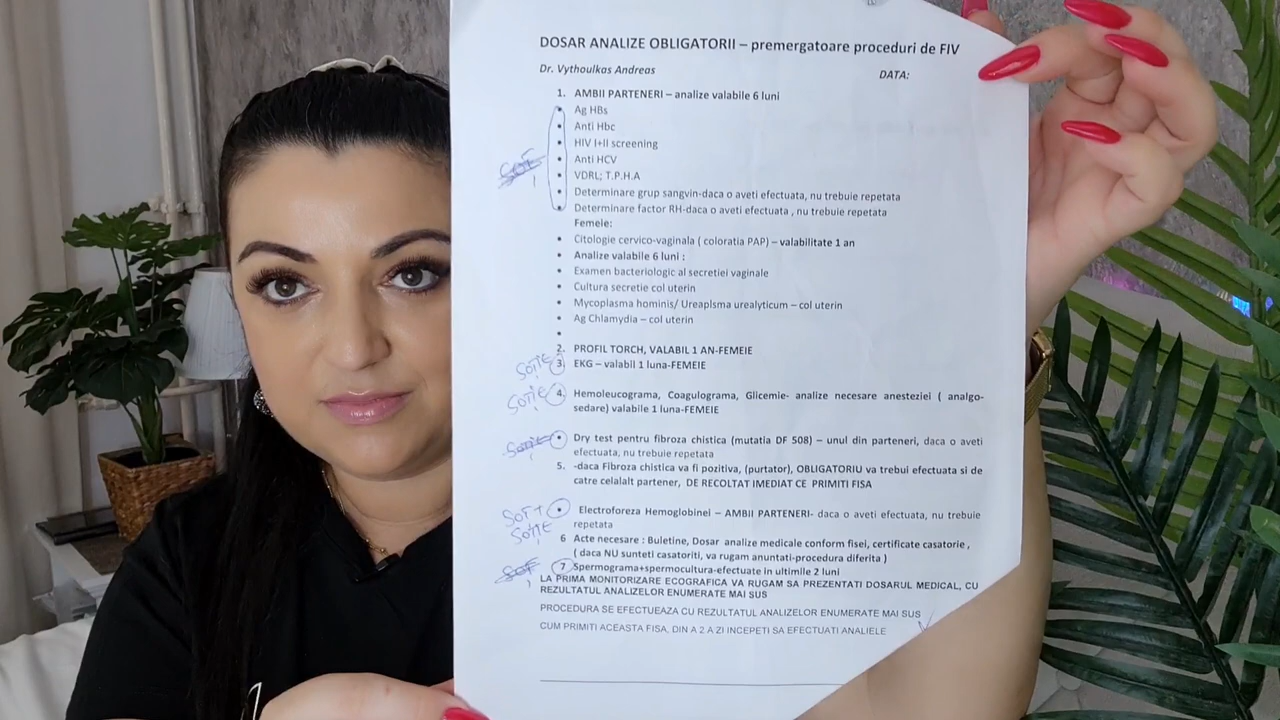 DOSAR ANALIZE OBLIGATORII – premergatoare proceduri de FIV
Dr. Vythoulkas Andreas DATA:
1. AMBII PARTENERI – analize valabile 6 luni
• Ag HBs
• Anti Hbc
• HIV I+II screening
• Anti HCV
• VDRL; T.P.H.A
• Determinare grup sangvin-daca o aveti efectuata, nu trebuie repetata
• Determinare factor RH-daca o aveti efectuata , nu trebuie repetata
Femeie:
• Citologie cervico-vaginala ( coloratia PAP) – valabilitate 1 an
• Analize valabile 6 luni :
• Examen bacteriologic al secretiei vaginale
• Cultura secretie col uterin
• Mycoplasma hominis/ Ureaplsma urealyticum – col uterin
• Ag Chlamydia – col uterin
•
2. PROFIL TORCH, VALABIL 1 AN-FEMEIE
SOȚIE 3. EKG – valabil 1 luna-FEMEIE
SOȚIE 4. Hemoleucograma, Coagulograma, Glicemie- analize necesare anesteziei ( analgo-
sedare) valabile 1 luna-FEMEIE
• Dry test pentru fibroza chistica (mutatia DF 508) – unul din parteneri, daca o aveti
efectuata, nu trebuie repetata
5. -daca Fibroza chistica va fi pozitiva, (purtator), OBLIGATORIU va trebui efectuata si de
catre celalalt partener, DE RECOLTAT IMEDIAT CE PRIMITI FISA
SOȚ + • Electroforeza Hemoglobinei – AMBII PARTENERI- daca o aveti efectuata, nu trebuie
SOȚIE repetata
6 Acte necesare : Buletine, Dosar analize medicale conform fisei, certificate casatorie ,
( daca NU sunteti casatoriti, va rugam anuntati-procedura diferita )
7 Spermograma+spermocultura-efectuate in ultimile 2 luni
LA PRIMA MONITORIZARE ECOGRAFICA VA RUGAM SA PREZENTATI DOSARUL MEDICAL, CU
REZULTATUL ANALIZELOR ENUMERATE MAI SUS
PROCEDURA SE EFECTUEAZA CU REZULTATUL ANALIZELOR ENUMERATE MAI SUS
CUM PRIMITI ACEASTA FISA, DIN A 2 A ZI INCEPETI SA EFECTUATI ANALIELE